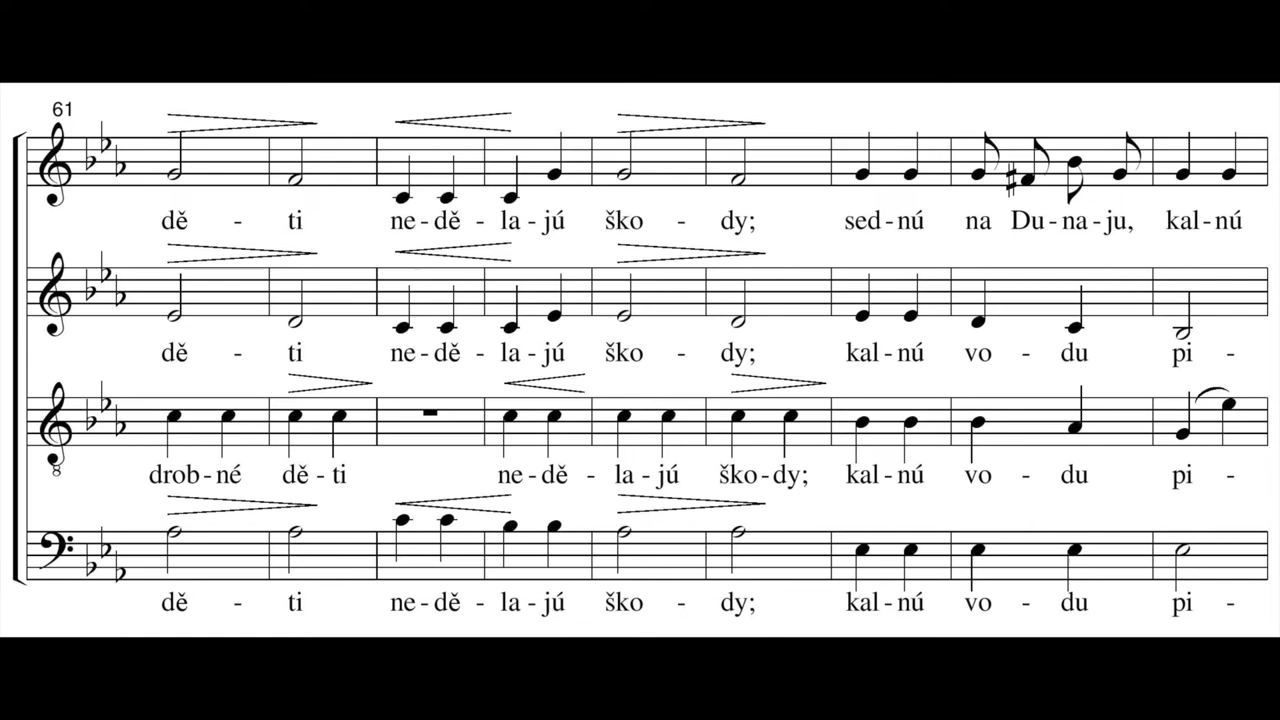 61
dě - ti ne - dě - la - jú ško - dy; sed - nú na Du - na - ju, kal - nú
dě - ti ne - dě - la - jú ško - dy; kal - nú vo - du pi -
8
drob - né dě - ti ne - dě - la - jú ško - dy; kal - nú vo - du pi -
dě - ti ne - dě - la - jú ško - dy; kal - nú vo - du pi -